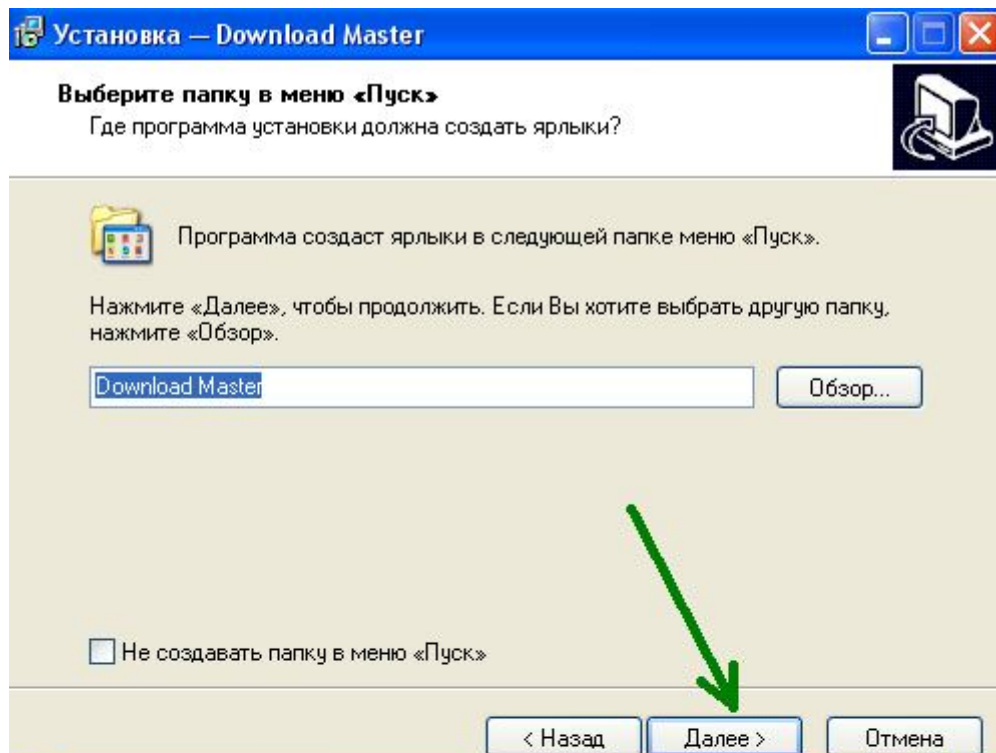 Установка — Download Master
Выберите папку в меню «Пуск»
Где программа установки должна создать ярлыки?
Программа создаст ярлыки в следующей папке меню «Пуск».
Нажмите «Далее», чтобы продолжить. Если Вы хотите выбрать другую папку,
нажмите «Обзор».
Download Master
Обзор...
Не создавать папку в меню «Пуск»
< Назад
Далее >
Отмена